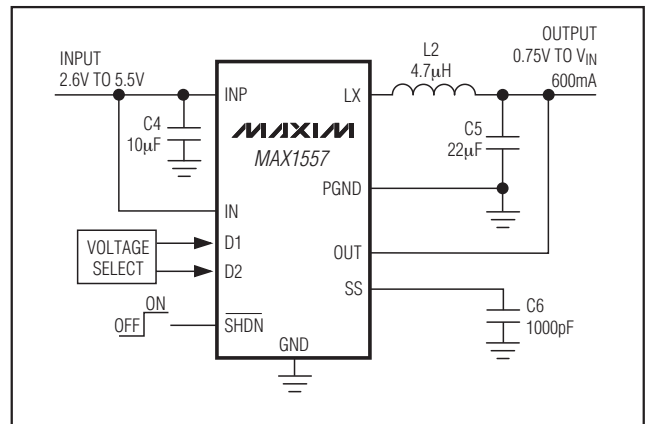 INPUT
2.6V TO 5.5V
OUTPUT
0.75V TO VIN
600mA
L2
4.7μH
INP
LX
C4
10μF
MAXIM
MAX1557
C5
22μF
PGND
IN
VOLTAGE
SELECT
D1
D2
OUT
SS
ON
OFF
SHDN
C6
1000pF
GND